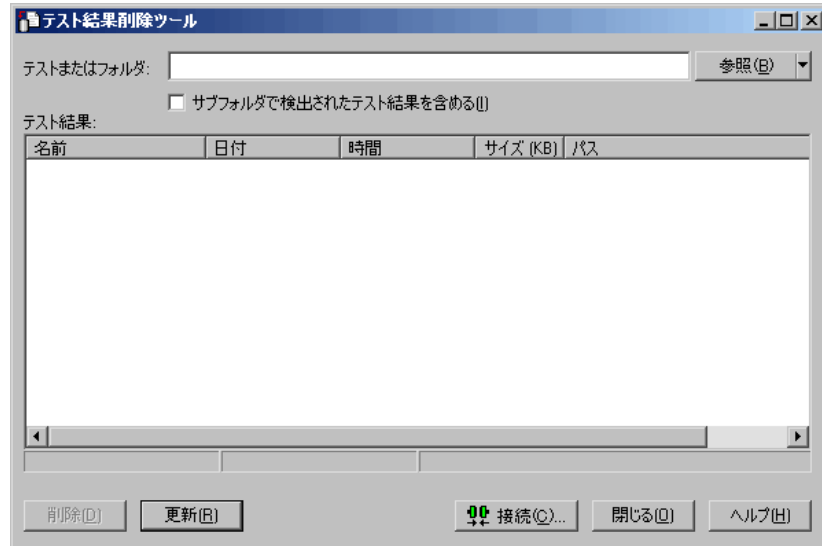 テスト結果削除ツール
テストまたはフォルダ:
参照(B)
サブフォルダで検出されたテスト結果を含める(I)
テスト結果:
名前 日付 時間 サイズ (KB) パス
削除(D) 更新(R) 接続(C)... 閉じる(O) ヘルプ(H)